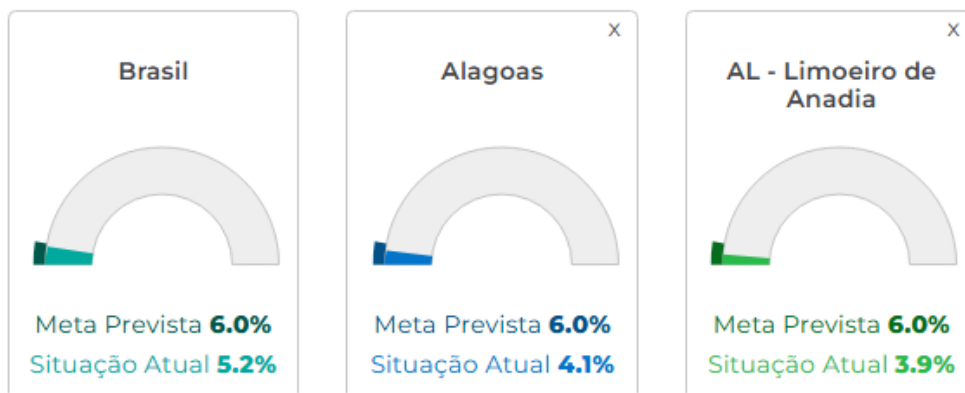 Brasil
Meta Prevista 6.0%
Situação Atual 5.2%
x
Alagoas
Meta Prevista 6.0%
Situação Atual 4.1%
x
AL - Limoeiro de
Anadia
Meta Prevista 6.0%
Situação Atual 3.9%